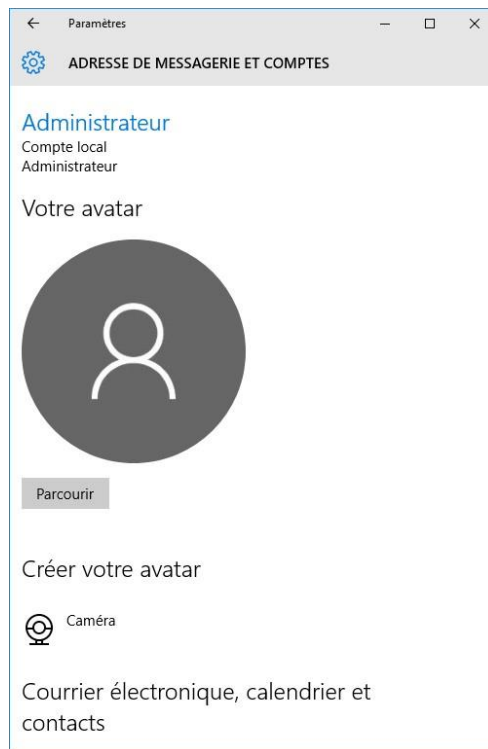 Paramètres
ADRESSE DE MESSAGERIE ET COMPTES
Administrateur
Compte local
Administrateur
Votre avatar
Parcourir
Créer votre avatar
Caméra
Courrier électronique, calendrier et
contacts